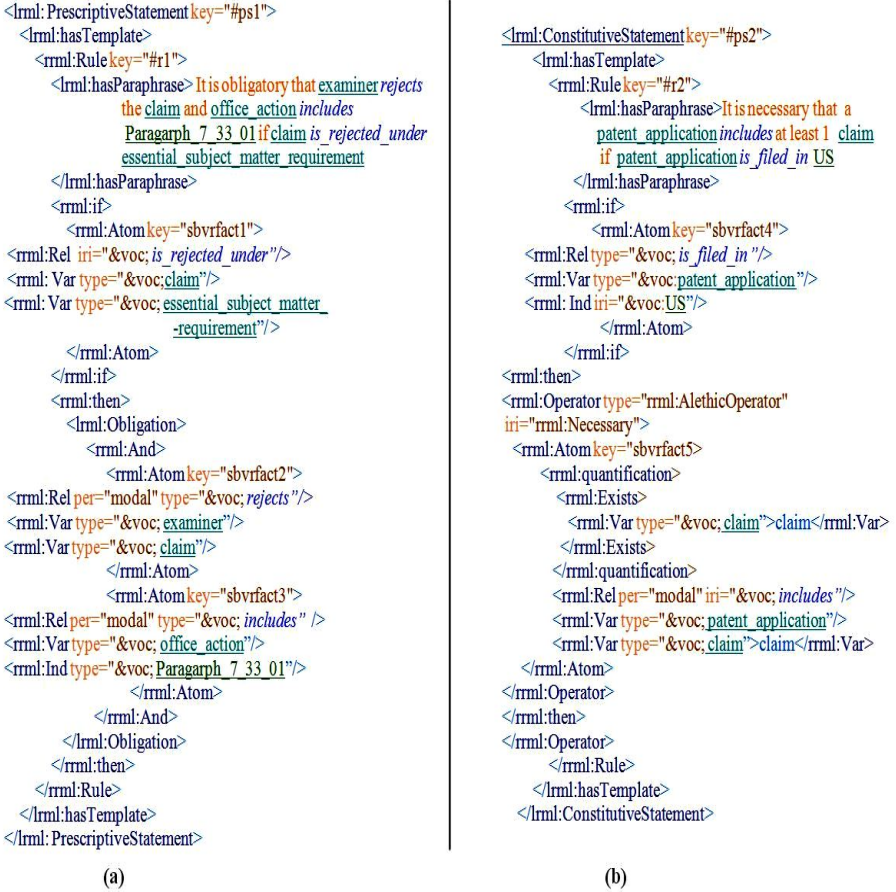 <lrml: PrescriptiveStatement key="#ps1">
<lrml:hasTemplate>
<rrml:Rule key="#r1">
<lrml:hasParaphrase> It is obligatory that examiner rejects
the claim and office_action includes
Paragarph_7_33_01 if claim is_rejected_under
essential_subject_matter_requirement
</lrml:hasParaphrase>
<rrml:if>
<rrml:Atom key="sbvrfact1">
<rrml:Rel iri="&voc; is_rejected_under"/>
<rrml: Var type="&voc;claim"/>
<rrml: Var type="&voc; essential_subject_matter_
-requirement"/>
</rrml:Atom>
</rrml:if>
<rrml:then>
<lrml:Obligation>
<rrml:And>
<rrml:Atom key="sbvrfact2">
<rrml:Rel per="modal" type="&voc; rejects"/>
<rrml:Var type="&voc; examiner"/>
<rrml:Var type="&voc; claim"/>
</rrml:Atom>
<rrml:Atom key="sbvrfact3">
<rrml:Rel per="modal" type="&voc; includes" />
<rrml:Var type="&voc; office_action"/>
<rrml:Ind type="&voc; Paragarph_7_33_01"/>
</rrml:Atom>
</rrml:And>
</lrml:Obligation>
</rrml:then>
</rrml:Rule>
</lrml:hasTemplate>
</lrml: PrescriptiveStatement>
(a)
<lrml:ConstitutiveStatement key="#ps2">
<lrml:hasTemplate>
<rrml:Rule key="#r2">
<lrml:hasParaphrase>It is necessary that a
patent_application includes at least 1 claim
if patent_application is_filed_in US
</lrml:hasParaphrase>
<rrml:if>
<rrml:Atom key="sbvrfact4">
<rrml:Rel type="&voc; is_filed_in"/>
<rrml:Var type="&voc:patent_application"/>
<rrml: Ind iri="&voc:US"/>
</rrml:Atom>
</rrml:if>
<rrml:then>
<rrml:Operator type="rrml:AlethicOperator"
iri="rrml:Necessary">
<rrml:Atom key="sbvrfact5>
<rrml:quantification>
<rrml:Exists>
<rrml:Var type="&voc; claim">claim</rrml:Var>
</rrml:Exists>
</rrml:quantification>
<rrml:Rel per="modal" iri="&voc; includes"/>
<rrml:Var type="&voc; patent_application"/>
<rrml:Var type="&voc; claim">claim</rrml:Var>
</rrml:Atom>
</rrml:Operator>
</rrml:then>
</rrml:Operator>
</rrml:Rule>
</lrml:hasTemplate>
</lrml:ConstitutiveStatement>
(b)